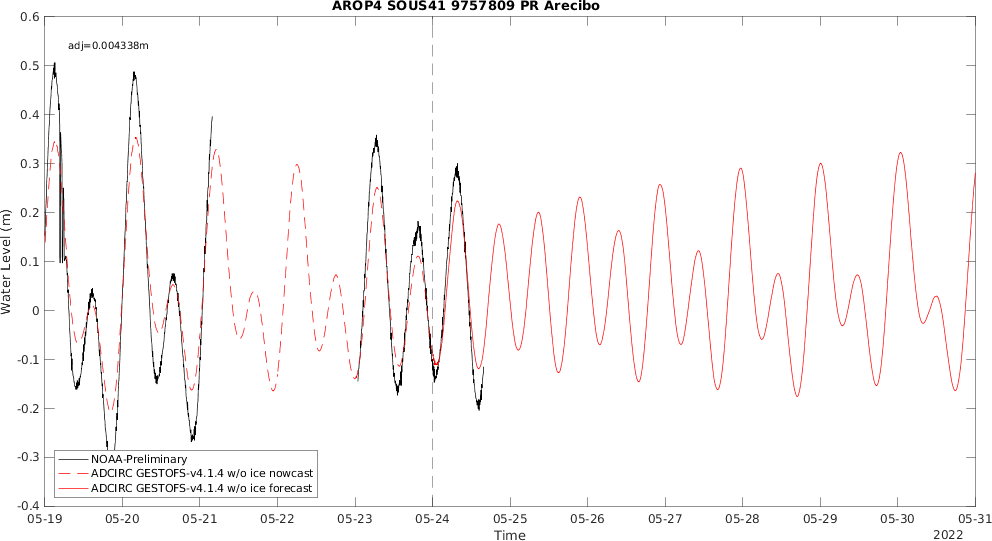 AROP4 SOUS41 9757809 PR Arecibo
adj=0.004338m
0.6
0.5
0.4
0.3
0.2
0.1
0
-0.1
-0.2
-0.3
-0.4
Water Level (m)
NOAA-Preliminary
ADCIRC GESTOFS-v4.1.4 w/o ice nowcast
ADCIRC GESTOFS-v4.1.4 w/o ice forecast
05-19 05-20 05-21 05-22 05-23 05-24 05-25 05-26 05-27 05-28 05-29 05-30 05-31
Time
2022